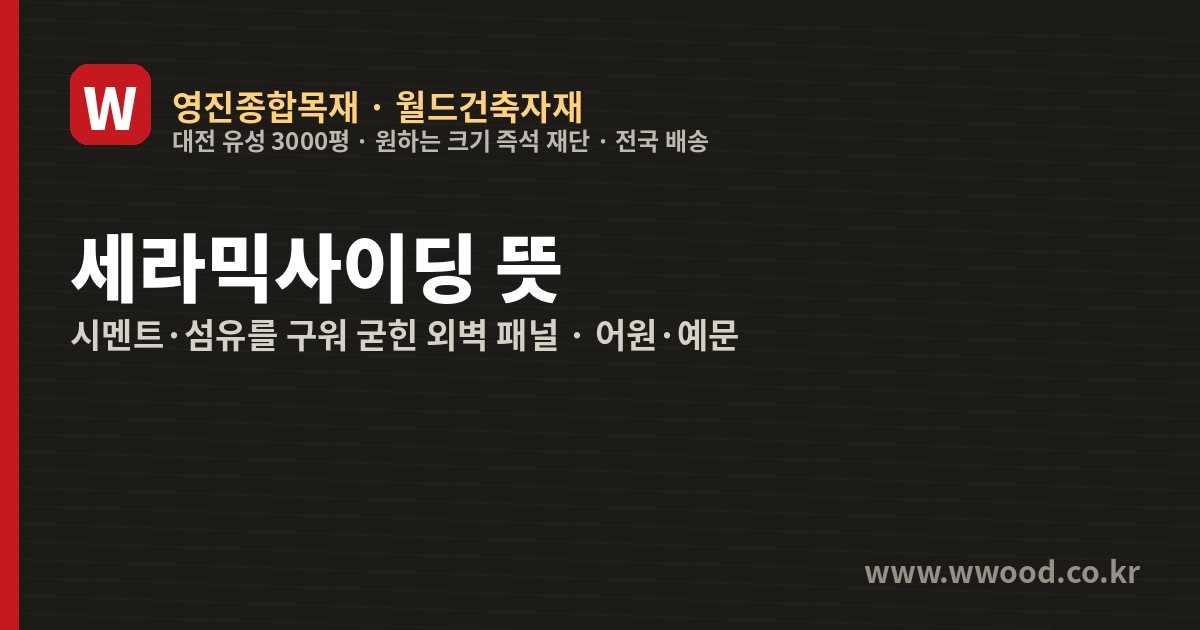 W
영진종합목재 · 월드건축자재
대전 유성 3000평 · 원하는 크기 즉석 재단 · 전국 배송
세라믹사이딩 뜻
시멘트·섬유를 구워 굳힌 외벽 패널 · 어원·예문
www.wwood.co.kr